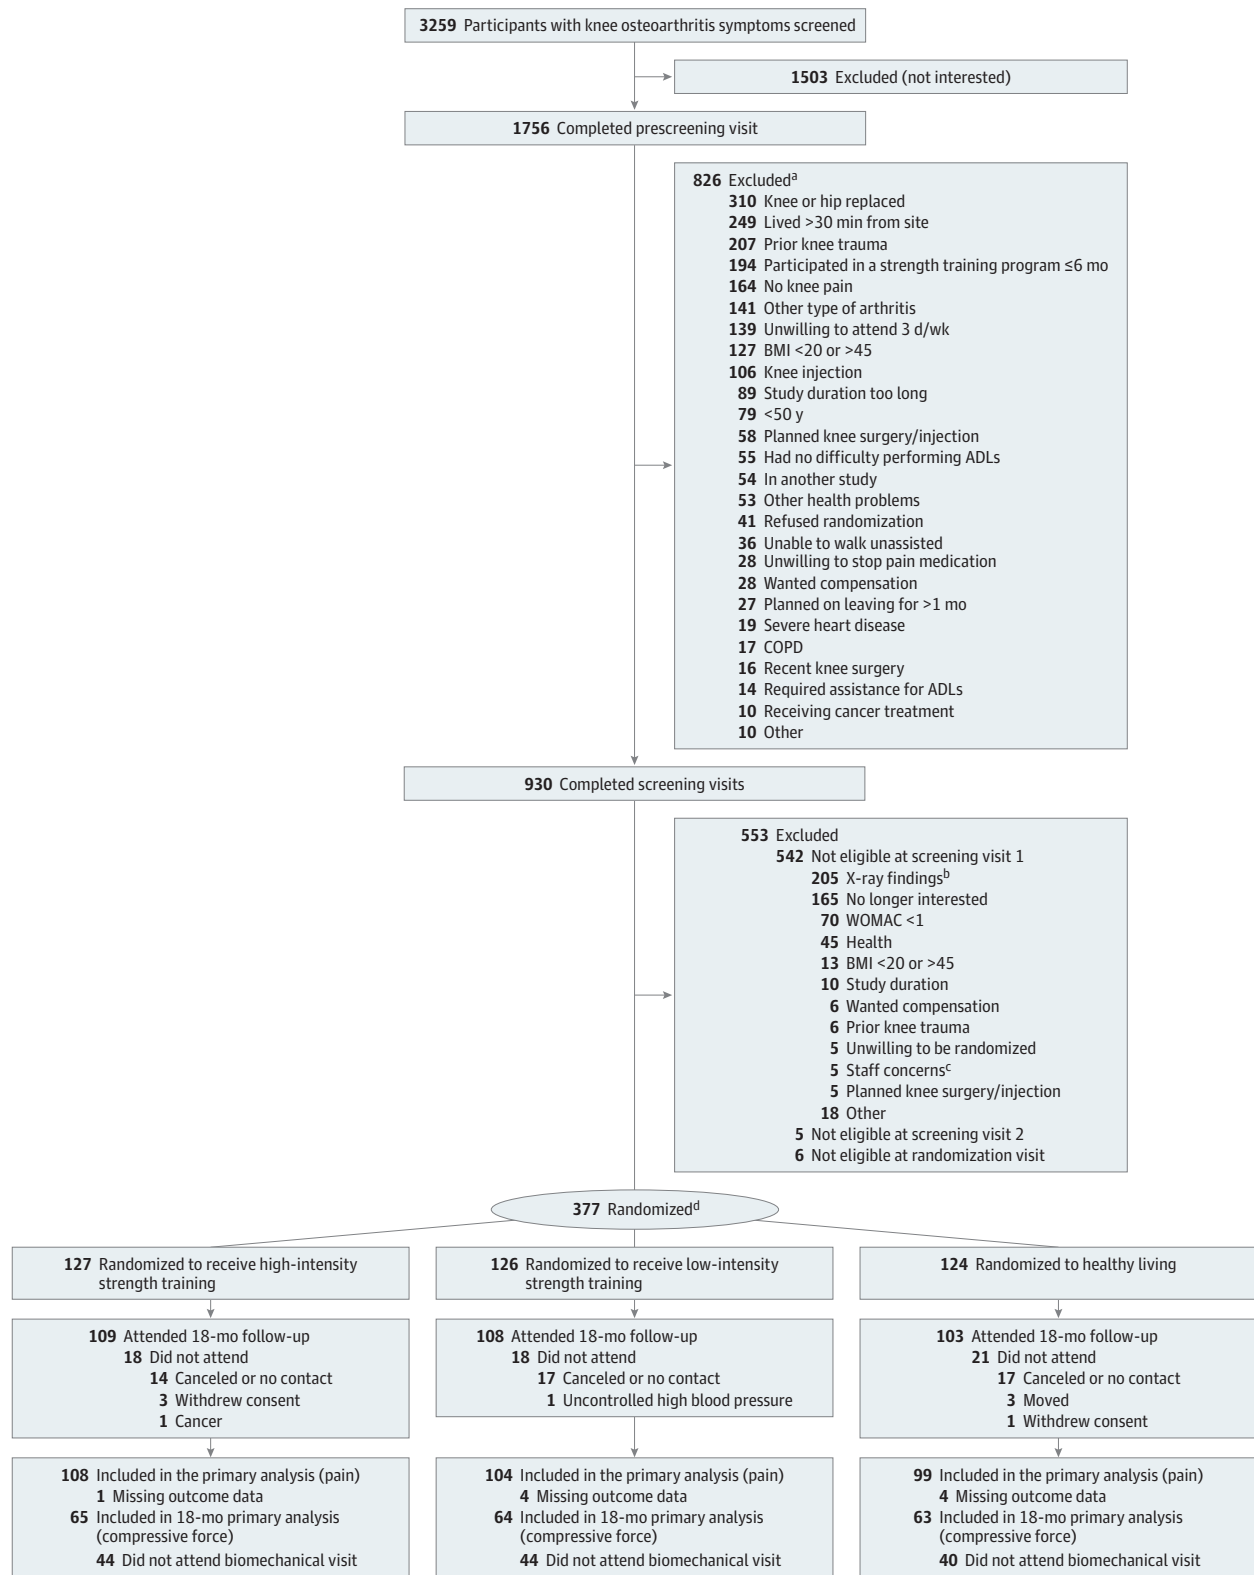 3259 Participants with knee osteoarthritis symptoms screened
1503 Excluded (not interested)
1756 Completed prescreening visit
826 Excludedᵃ
310 Knee or hip replaced
249 Lived >30 min from site
207 Prior knee trauma
194 Participated in a strength training program ≤6 mo
164 No knee pain
141 Other type of arthritis
139 Unwilling to attend 3 d/wk
127 BMI <20 or >45
106 Knee injection
89 Study duration too long
79 <50 y
58 Planned knee surgery/injection
55 Had no difficulty performing ADLs
54 In another study
53 Other health problems
41 Refused randomization
36 Unable to walk unassisted
28 Unwilling to stop pain medication
28 Wanted compensation
27 Planned on leaving for >1 mo
19 Severe heart disease
17 COPD
16 Recent knee surgery
14 Required assistance for ADLs
10 Receiving cancer treatment
10 Other
930 Completed screening visits
553 Excluded
542 Not eligible at screening visit 1
205 X-ray findingsᵇ
165 No longer interested
70 WOMAC <1
45 Health
13 BMI <20 or >45
10 Study duration
6 Wanted compensation
6 Prior knee trauma
5 Unwilling to be randomized
5 Staff concernsᶜ
5 Planned knee surgery/injection
18 Other
5 Not eligible at screening visit 2
6 Not eligible at randomization visit
377 Randomizedᵈ
127 Randomized to receive high-intensity
strength training
109 Attended 18-mo follow-up
18 Did not attend
14 Canceled or no contact
3 Withdrew consent
1 Cancer
108 Included in the primary analysis (pain)
1 Missing outcome data
65 Included in 18-mo primary analysis
(compressive force)
44 Did not attend biomechanical visit
126 Randomized to receive low-intensity
strength training
108 Attended 18-mo follow-up
18 Did not attend
17 Canceled or no contact
1 Uncontrolled high blood pressure
104 Included in the primary analysis (pain)
4 Missing outcome data
64 Included in 18-mo primary analysis
(compressive force)
44 Did not attend biomechanical visit
124 Randomized to healthy living
103 Attended 18-mo follow-up
21 Did not attend
17 Canceled or no contact
3 Moved
1 Withdrew consent
99 Included in the primary analysis (pain)
4 Missing outcome data
63 Included in 18-mo primary analysis
(compressive force)
40 Did not attend biomechanical visit